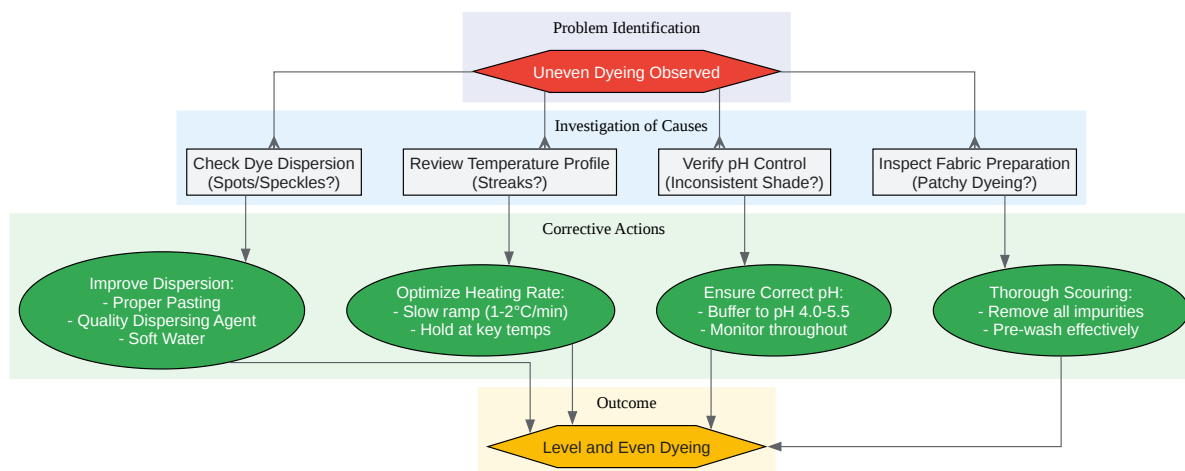 Problem Identification
Uneven Dyeing Observed
Investigation of Causes
Check Dye Dispersion
(Spots/Speckles?)
Review Temperature Profile
(Streaks?)
Verify pH Control
(Inconsistent Shade?)
Inspect Fabric Preparation
(Patchy Dyeing?)
Corrective Actions
Improve Dispersion:
- Proper Pasting
- Quality Dispersing Agent
- Soft Water
Optimize Heating Rate:
- Slow ramp (1-2°C/min)
- Hold at key temps
Ensure Correct pH:
- Buffer to pH 4.0-5.5
- Monitor throughout
Thorough Scouring:
- Remove all impurities
- Pre-wash effectively
Outcome
Level and Even Dyeing